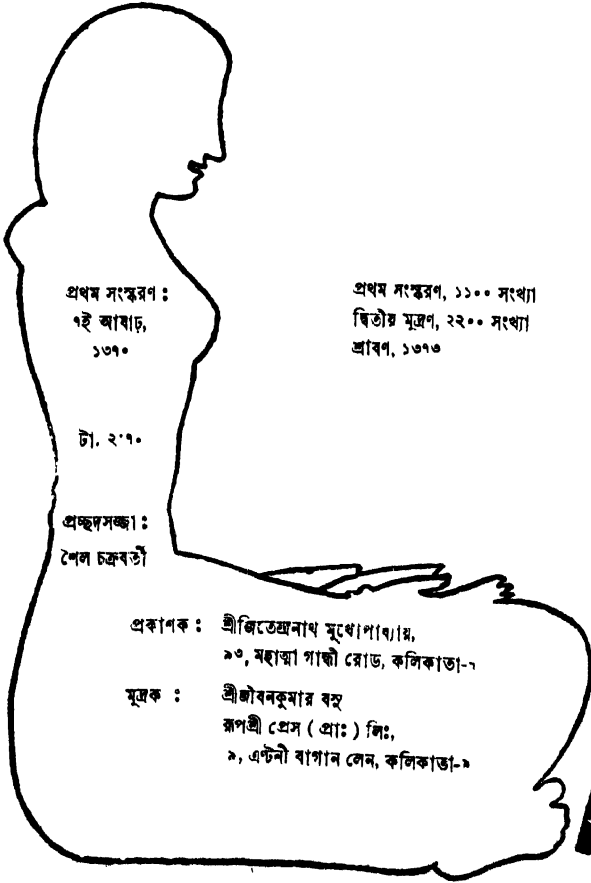 প্রথম সংস্করণ :
৭ই আষাঢ়,
১৩৭০
প্রথম সংস্করণ, ১১০০ সংখ্যা
দ্বিতীয় মুদ্রণ, ২২০০ সংখ্যা
শ্রাবণ, ১৩৭৩
টা. ২·৭০
প্রচ্ছদসজ্জা :
শৈল চক্রবর্তী
প্রকাশক : শ্রীজিতেন্দ্রনাথ মুখোপাধ্যায়,
৯৩, মহাত্মা গান্ধী রোড, কলিকাতা-৭
মুদ্রক : শ্রীজীবনকুমার বসু
রূপশ্রী প্রেস ( প্রাঃ ) লিঃ,
৯, এণ্টনী বাগান লেন, কলিকাতা-৯